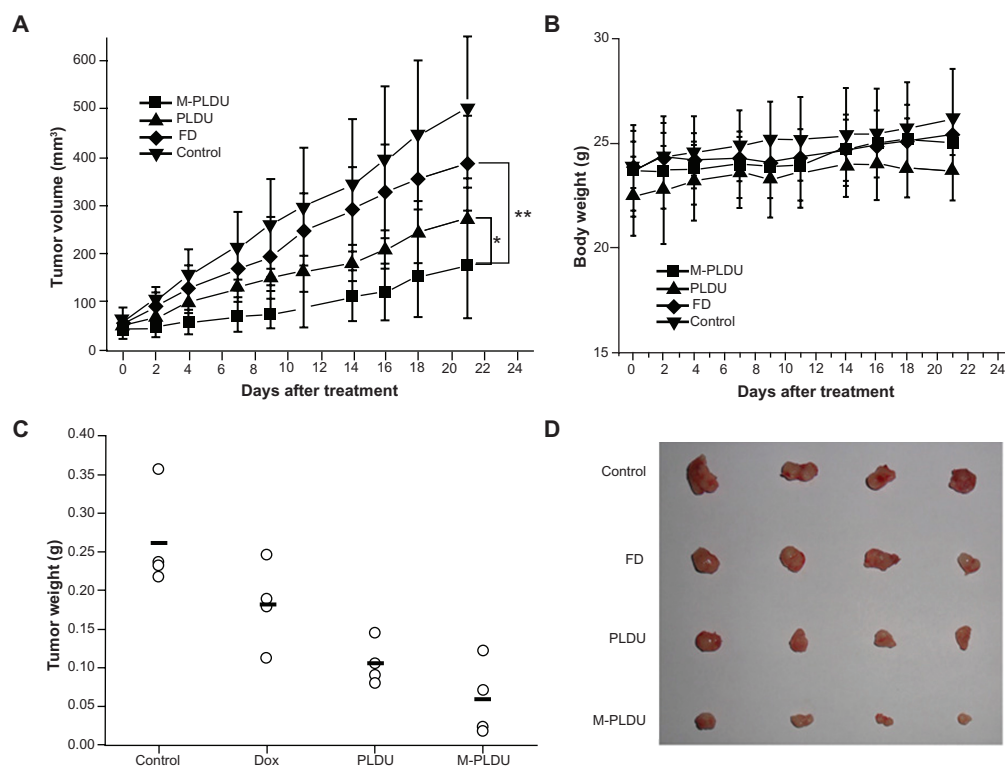 A
Tumor volume (mm³)
600
500
400
300
200
100
0
M-PLDU
PLDU
FD
Control
**
*
0 2 4 6 8 10 12 14 16 18 20 22 24
Days after treatment
B
Body weight (g)
30
25
20
15
M-PLDU
PLDU
FD
Control
0 2 4 6 8 10 12 14 16 18 20 22 24
Days after treatment
C
Tumor weight (g)
0.40
0.35
0.30
0.25
0.20
0.15
0.10
0.05
0.00
Control Dox PLDU M-PLDU
D
Control
FD
PLDU
M-PLDU